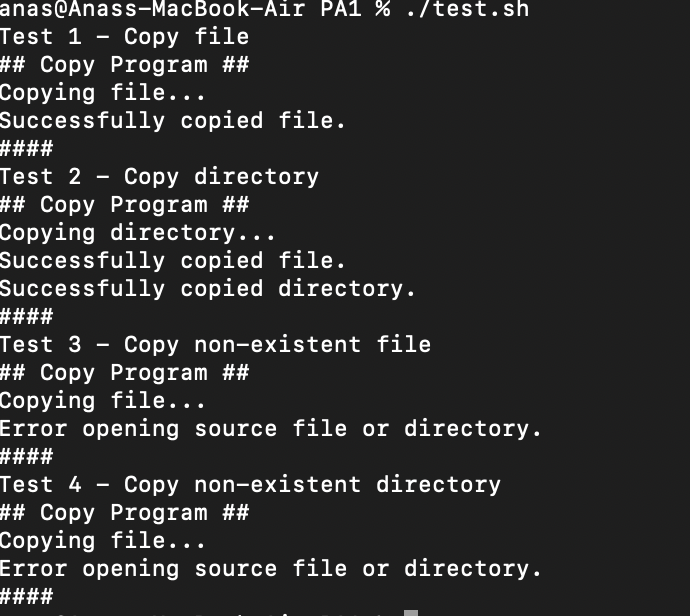 anas@Anass-MacBook-Air PA1 % ./test.sh
Test 1 - Copy file
## Copy Program ##
Copying file...
Successfully copied file.
####
Test 2 - Copy directory
## Copy Program ##
Copying directory...
Successfully copied file.
Successfully copied directory.
####
Test 3 - Copy non-existent file
## Copy Program ##
Copying file...
Error opening source file or directory.
####
Test 4 - Copy non-existent directory
## Copy Program ##
Copying file...
Error opening source file or directory.
####